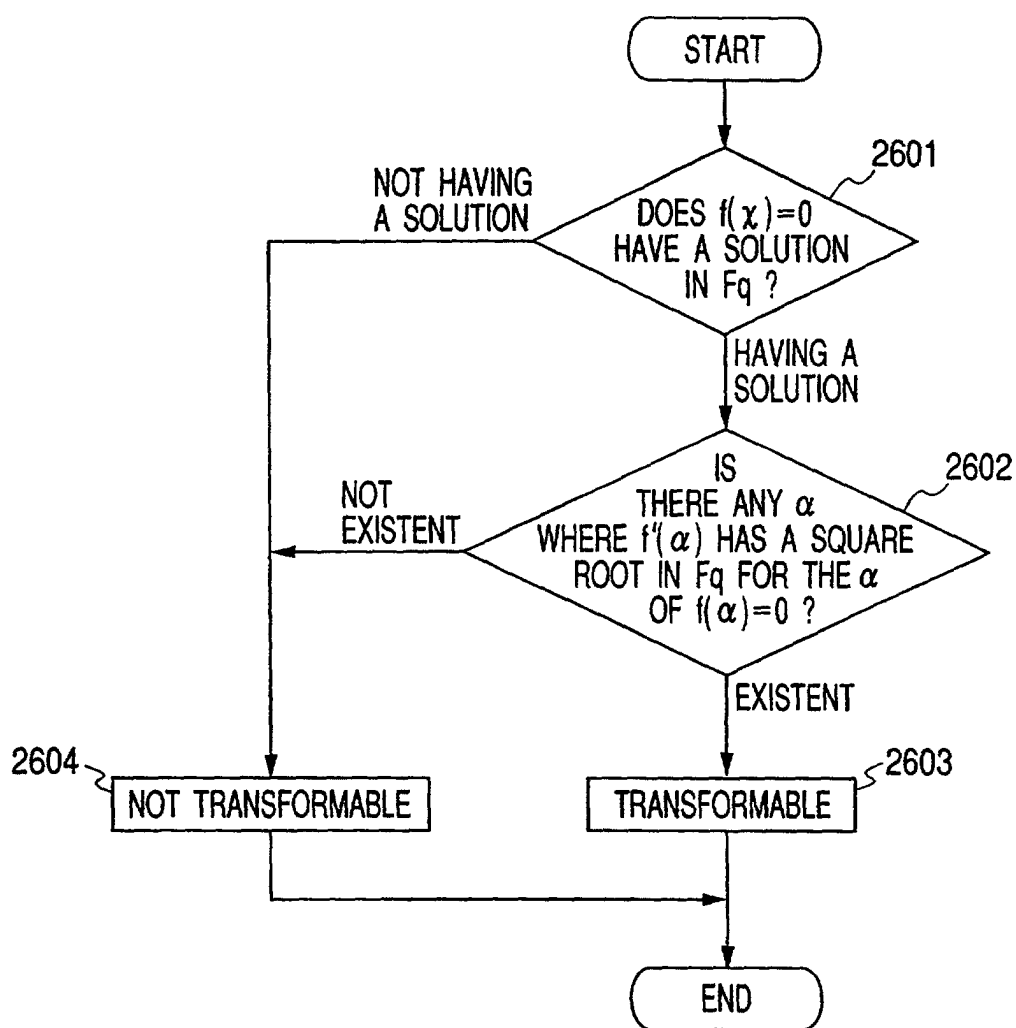 START
2601
NOT HAVING
A SOLUTION
DOES f(χ)=0
HAVE A SOLUTION
IN Fq ?
HAVING A
SOLUTION
2602
NOT
EXISTENT
IS
THERE ANY α
WHERE f'(α) HAS A SQUARE
ROOT IN Fq FOR THE α
OF f(α)=0 ?
EXISTENT
2604
NOT TRANSFORMABLE
2603
TRANSFORMABLE
END